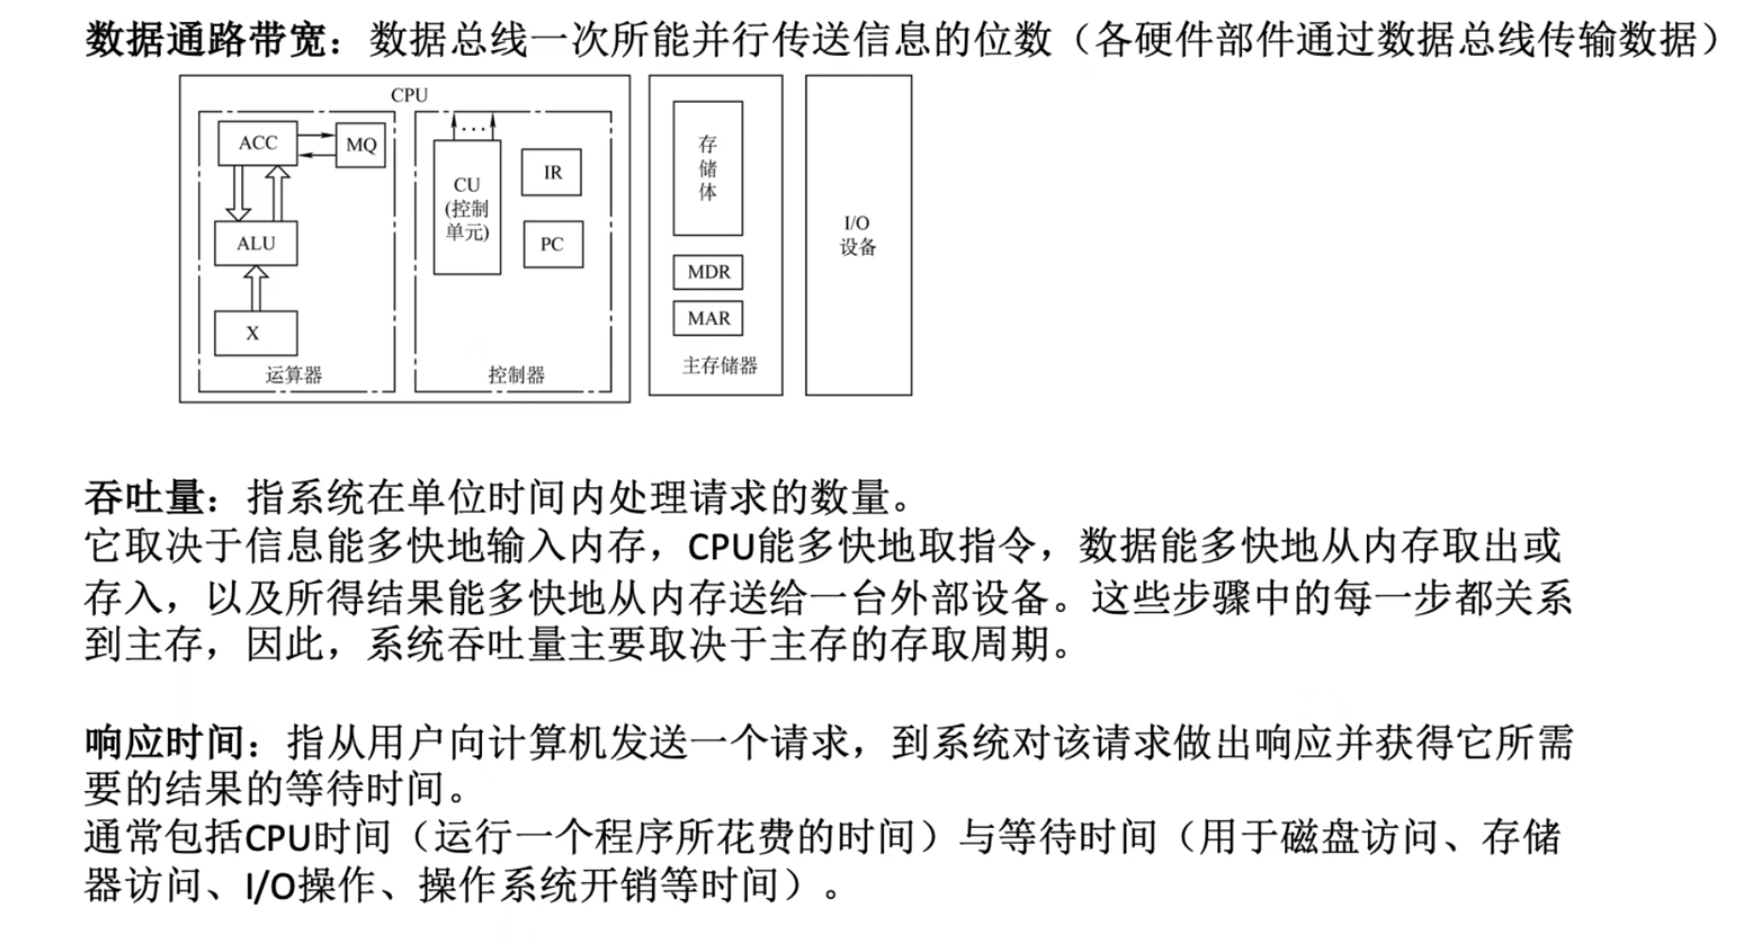 数据通路带宽：数据总线一次所能并行传送信息的位数（各硬件部件通过数据总线传输数据）
CPU
ACC
MQ
ALU
X
运算器
...
CU
(控制
单元)
IR
PC
控制器
存
储
体
MDR
MAR
主存储器
I/O
设备
吞吐量：指系统在单位时间内处理请求的数量。
它取决于信息能多快地输入内存，CPU能多快地取指令，数据能多快地从内存取出或
存入，以及所得结果能多快地从内存送给一台外部设备。这些步骤中的每一步都关系
到主存，因此，系统吞吐量主要取决于主存的存取周期。
响应时间：指从用户向计算机发送一个请求，到系统对该请求做出响应并获得它所需
要的结果的等待时间。
通常包括CPU时间（运行一个程序所花费的时间）与等待时间（用于磁盘访问、存储
器访问、I/O操作、操作系统开销等时间）。